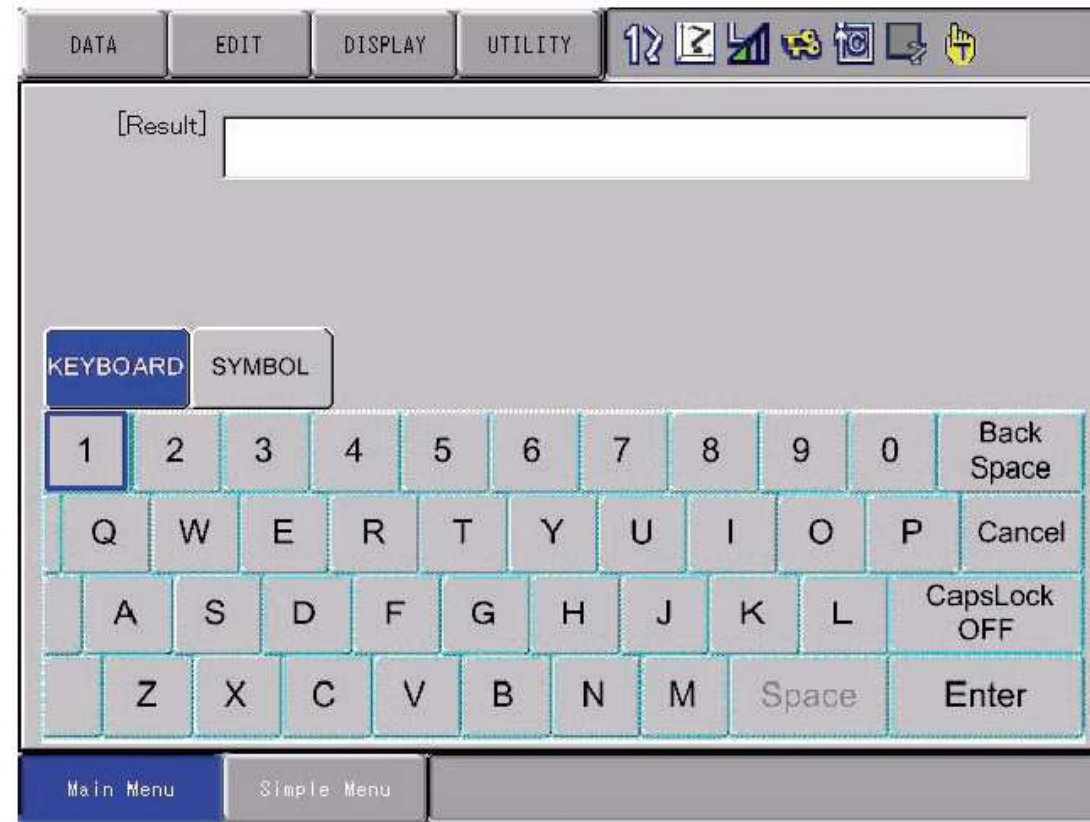 DATA EDIT DISPLAY UTILITY
[Result]
KEYBOARD SYMBOL
1 2 3 4 5 6 7 8 9 0 Back Space
Q W E R T Y U I O P Cancel
A S D F G H J K L CapsLock OFF
Z X C V B N M Space Enter
Main Menu Simple Menu